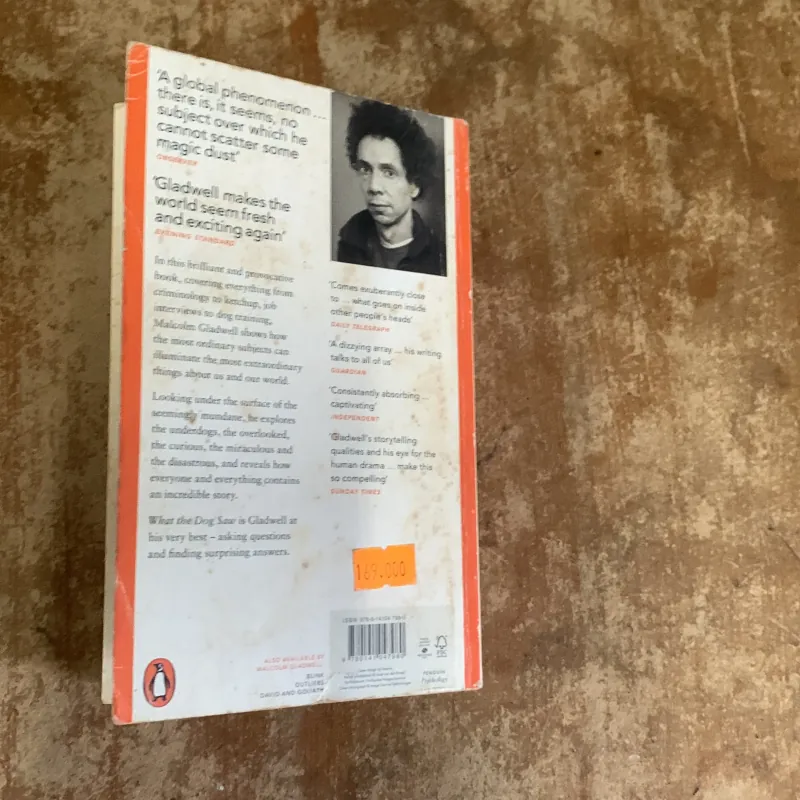 'A global phenomenon ...
there is, it seems, no
subject over which he
cannot scatter some
magic dust'
OBSERVER
'Gladwell makes the
world seem fresh
and exciting again'
EVENING STANDARD
In this brilliant and provocative
book, covering everything from
criminology to ketchup, job
interviews to dog training,
Malcolm Gladwell shows how
the most ordinary subjects can
illuminate the most extraordinary
things about us and our world.
Looking under the surface of the
seemingly mundane, he explores
the underdogs, the overlooked,
the curious, the miraculous and
the disastrous, and reveals how
everyone and everything contains
an incredible story.
What the Dog Saw is Gladwell at
his very best – asking questions
and finding surprising answers.
'Comes exuberantly close
to ... what goes on inside
other people's heads'
DAILY TELEGRAPH
'A dizzying array ... his writing
talks to all of us'
GUARDIAN
'Consistently absorbing ...
captivating'
INDEPENDENT
'Gladwell's storytelling
qualities and his eye for the
human drama ... make this
so compelling'
SUNDAY TIMES
169.000
ALSO AVAILABLE BY
MALCOLM GLADWELL
BLINK
OUTLIERS
DAVID AND GOLIATH
ISBN
FSC
PENGUIN
Psychology